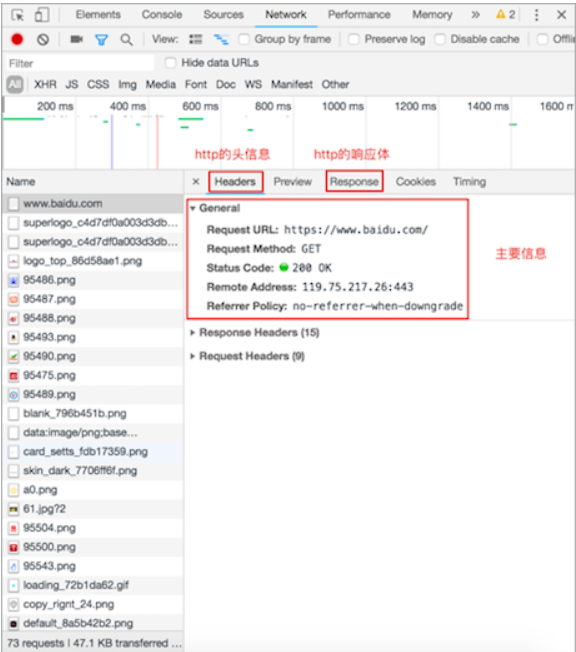 Elements Console Sources Network Performance Memory » 2
View: Group by frame Preserve log Disable cache Offli
Filter Hide data URLs
All XHR JS CSS Img Media Font Doc WS Manifest Other
200 ms 400 ms 600 ms 800 ms 1000 ms 1200 ms 1400 ms 1600 m
http的头信息 http的响应体
Name × Headers Preview Response Cookies Timing
www.baidu.com
superlogo_c4d7df0a003d3db...
superlogo_c4d7df0a003d3db...
logo_top_86d58ae1.png
95486.png
95487.png
95488.png
95493.png
95490.png
95475.png
95489.png
blank_796b451b.png
data:image/png;base...
card_setts_fdb17359.png
skin_dark_7706ff6f.png
a0.png
61.jpg?2
95504.png
95500.png
95543.png
loading_72b1da62.gif
copy_rignt_24.png
default_8a5b42b2.png
73 requests | 47.1 KB transferred ...
General
Request URL: https://www.baidu.com/
Request Method: GET
Status Code: 200 OK
Remote Address: 119.75.217.26:443
Referrer Policy: no-referrer-when-downgrade
主要信息
Response Headers (15)
Request Headers (9)